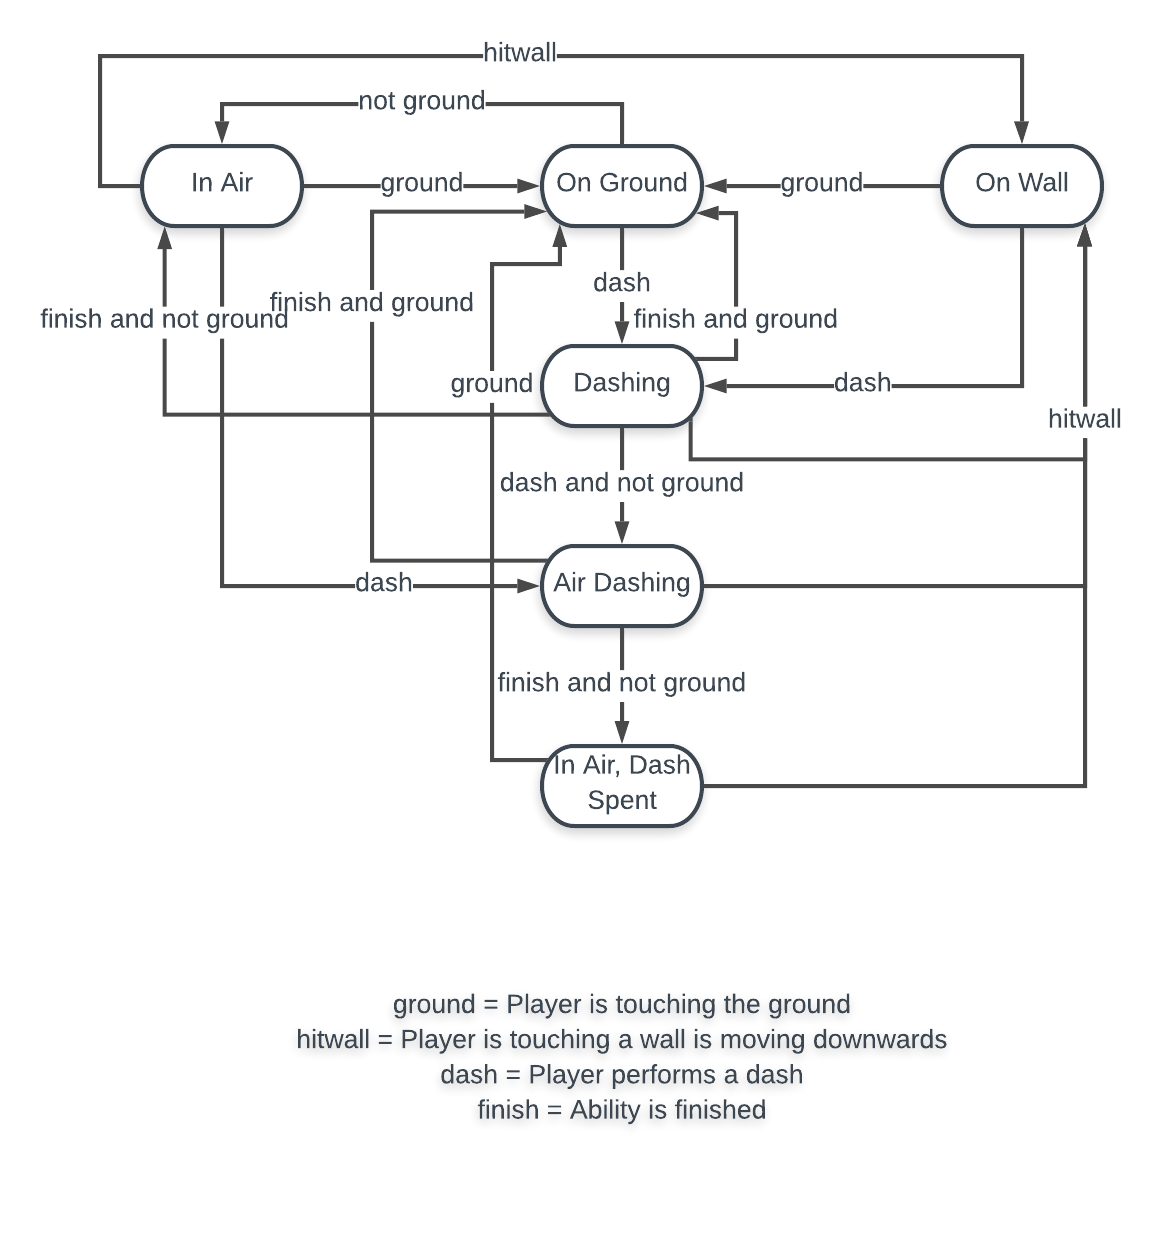 hitwall
not ground
In Air
ground
On Ground
ground
On Wall
dash
finish and ground
finish and not ground
finish and ground
ground
Dashing
dash
hitwall
dash and not ground
dash
Air Dashing
finish and not ground
In Air, Dash
Spent
ground = Player is touching the ground
hitwall = Player is touching a wall is moving downwards
dash = Player performs a dash
finish = Ability is finished